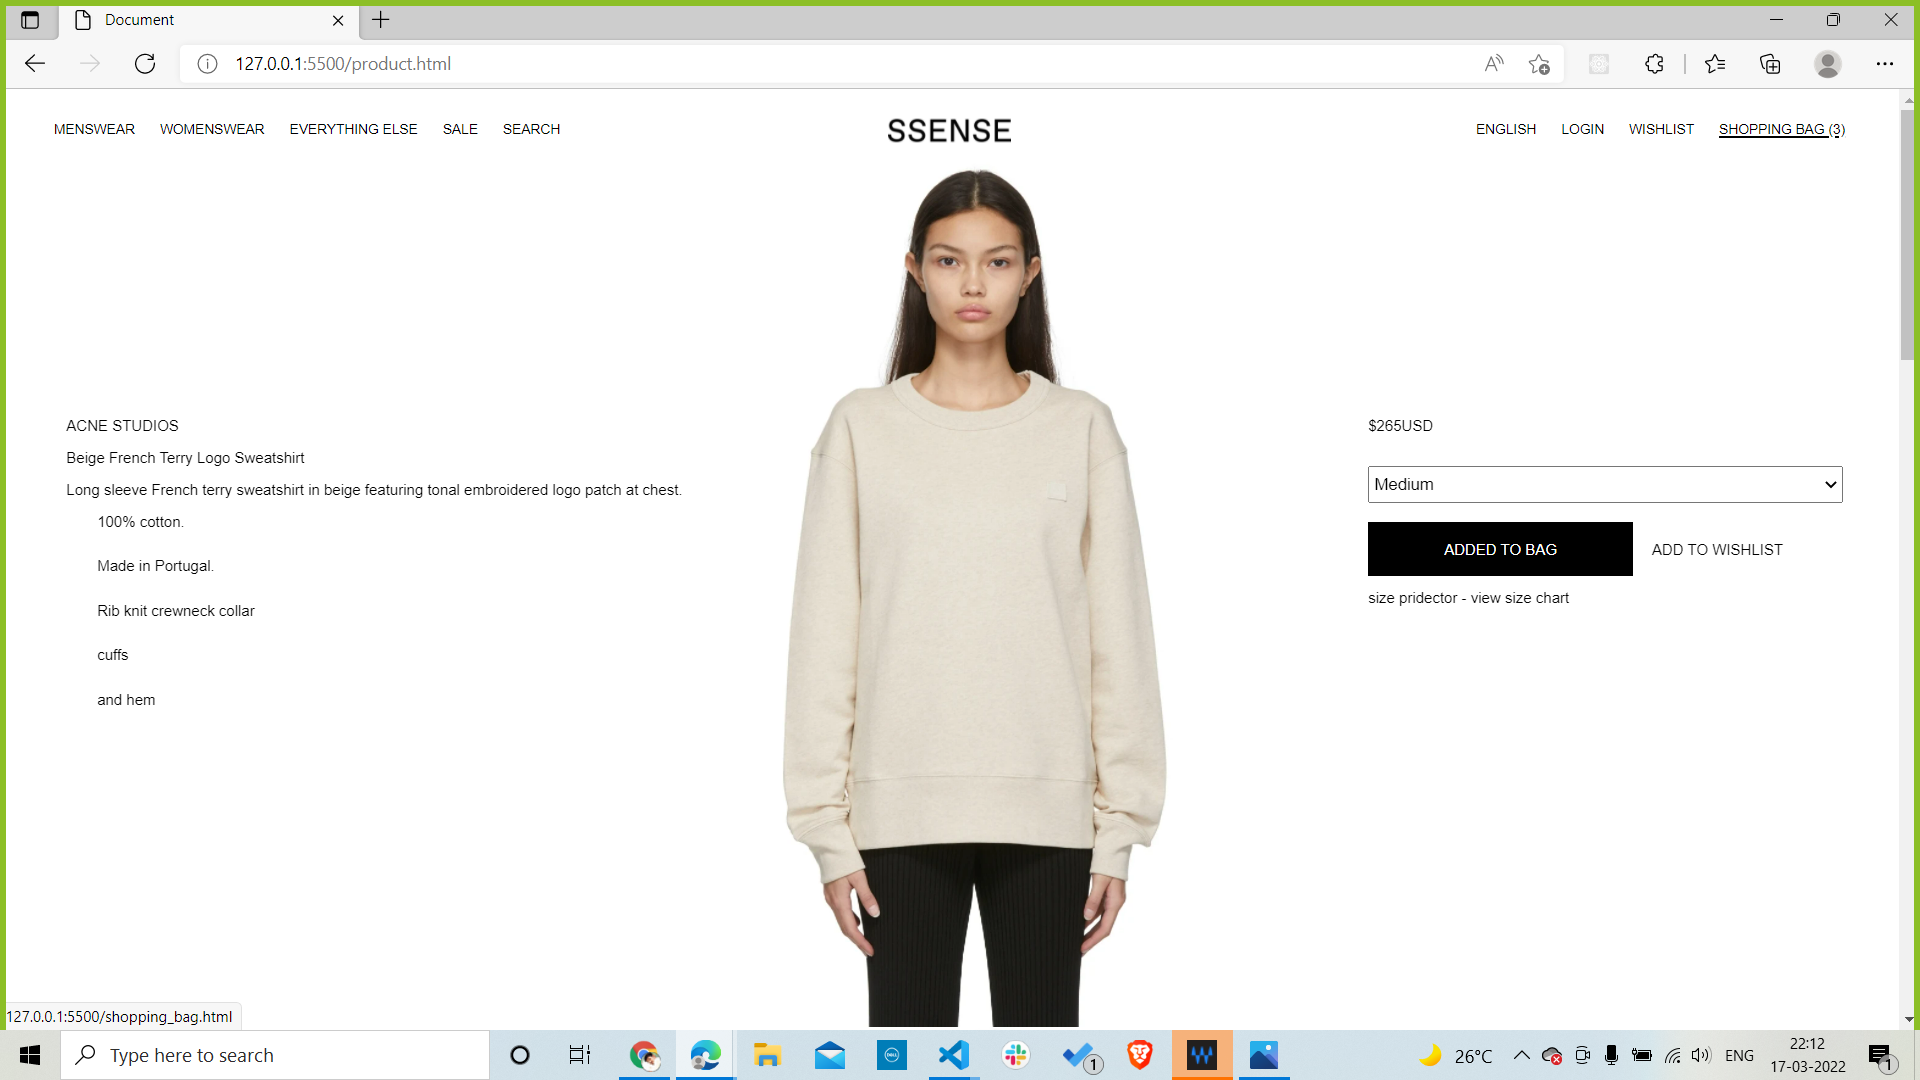 Document
127.0.0.1:5500/product.html
MENSWEAR WOMENSWEAR EVERYTHING ELSE SALE SEARCH
SSENSE
ENGLISH LOGIN WISHLIST SHOPPING BAG (3)
ACNE STUDIOS
Beige French Terry Logo Sweatshirt
Long sleeve French terry sweatshirt in beige featuring tonal embroidered logo patch at chest.
100% cotton.
Made in Portugal.
Rib knit crewneck collar
cuffs
and hem
$265USD
Medium
ADDED TO BAG ADD TO WISHLIST
size pridector - view size chart
127.0.0.1:5500/shopping_bag.html
Type here to search
DELL
1
26°C
ENG
22:12
17-03-2022
1